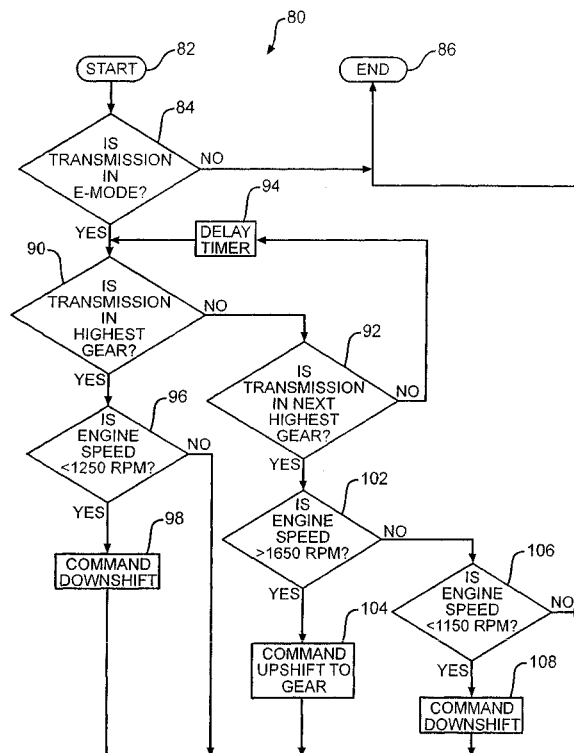 80
82
START
86
END
84
IS
TRANSMISSION
IN
E-MODE?
NO
YES
94
DELAY
TIMER
90
IS
TRANSMISSION
IN
HIGHEST
GEAR?
NO
YES
92
IS
TRANSMISSION
IN NEXT
HIGHEST
GEAR?
NO
YES
96
IS
ENGINE
SPEED
<1250 RPM?
NO
YES
98
COMMAND
DOWNSHIFT
102
IS
ENGINE
SPEED
>1650 RPM?
NO
YES
104
COMMAND
UPSHIFT TO
GEAR
106
IS
ENGINE
SPEED
<1150 RPM?
NO
YES
108
COMMAND
DOWNSHIFT